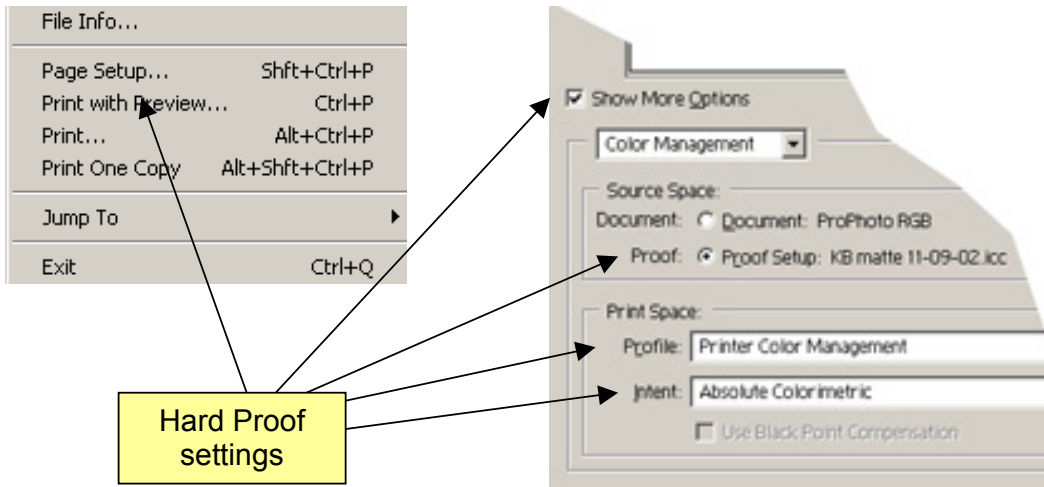 File Info...
Page Setup... Shft+Ctrl+P
Print with Preview... Ctrl+P
Print... Alt+Ctrl+P
Print One Copy Alt+Shft+Ctrl+P
Jump To
Exit Ctrl+Q
Show More Options
Color Management
Source Space:
Document: Document: ProPhoto RGB
Proof: Proof Setup: KB matte 11-09-02.icc
Print Space:
Profile: Printer Color Management
Intent: Absolute Colorimetric
Use Black Point Compensation
Hard Proof
settings